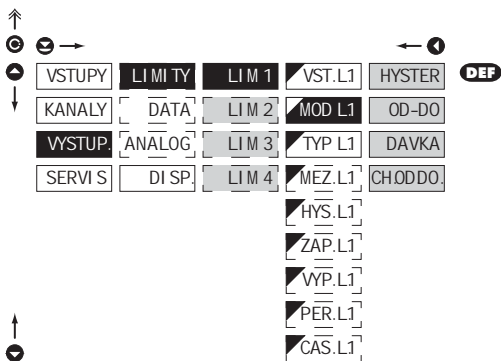 VSTUPY LIMITY LIM 1 VST.L1 HYSTER DEF
KANALY DATA LIM 2 MOD L1 OD-DO
VYSTUP. ANALOG LIM 3 TYP L1 DAVKA
SERVIS DISP. LIM 4 MEZ.L1 CH.ODDO.
HYS.L1
ZAP.L1
VYP.L1
PER.L1
CAS.L1